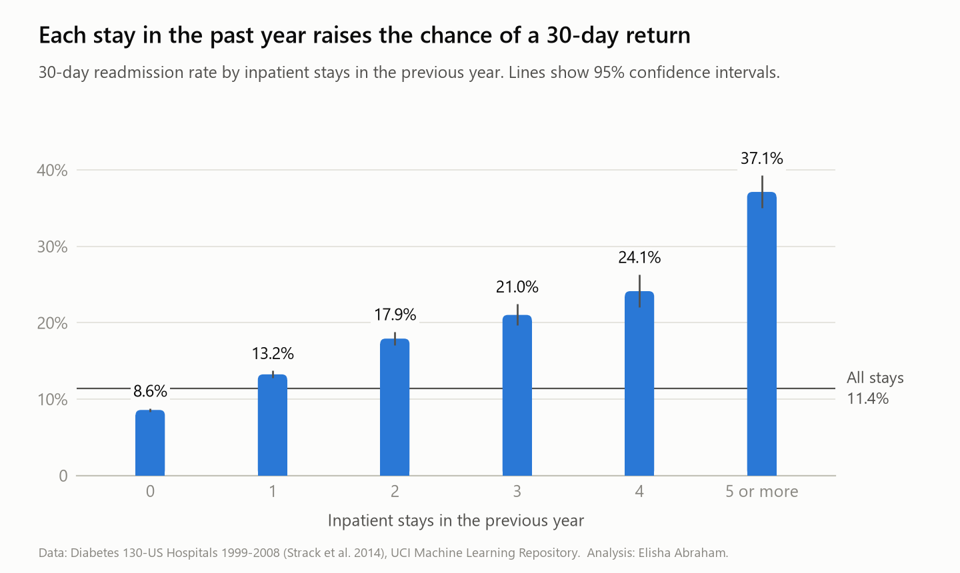 Each stay in the past year raises the chance of a 30-day return
30-day readmission rate by inpatient stays in the previous year. Lines show 95% confidence intervals.
37.1%
40%
30%
24.1%
21.0%
17.9%
20%
13.2%
8.6%
All stays
11.4%
10%
0
0 1 2 3 4 5 or more
Inpatient stays in the previous year
Data: Diabetes 130-US Hospitals 1999-2008 (Strack et al. 2014), UCI Machine Learning Repository. Analysis: Elisha Abraham.